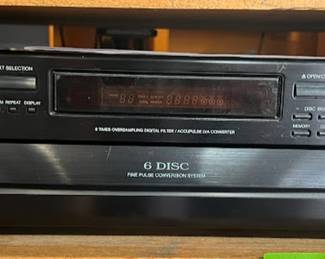 XT SELECTION
OPEN/C
M REPEAT DISPLAY
DISC
MEMORY
8 TIMES OVERSAMPLING DIGITAL FILTER / ACCUPULSE D/A CONVERTER
6 DISC
FINE PULSE CONVERSION SYSTEM